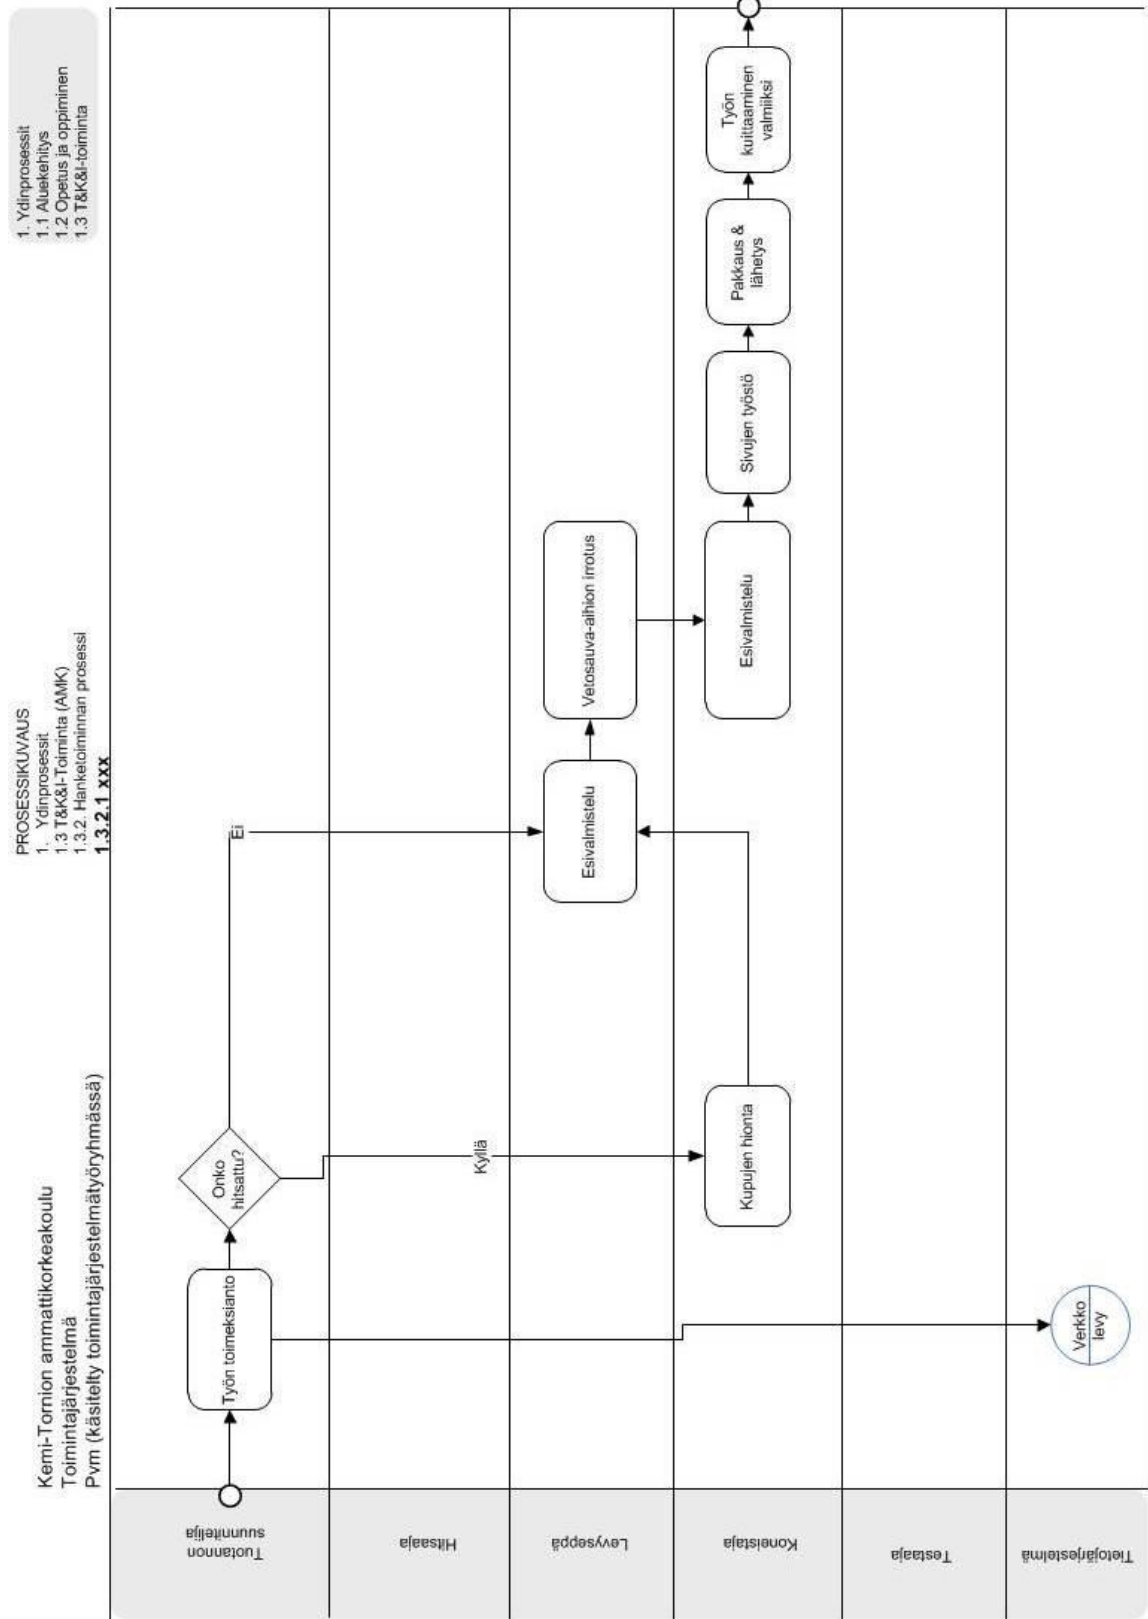 Kemi-Tornion ammattikorkeakoulu
Toimintajärjestelmä
Pvm (käsitelty toimintajärjestelmätyöryhmässä)
PROSESSIKUVAUS
1. Ydinprosessit
1.3 T&K&I-Toiminta (AMK)
1.3.2. Hanketoiminnan prosessi
1.3.2.1 xxx
1. Ydinprosessit
1.1 Aluekehitys
1.2 Opetus ja oppiminen
1.3 T&K&I-toiminta
Tuotannon
suunnitelija
Työn toimeksianto
Onko
hitsattu?
Ei
Kyllä
Hitsaaja
Levyseppä
Esivalmistelu
Vetosauva-aihion irrotus
Koneistaja
Kupujen hionta
Esivalmistelu
Sivujen työstö
Pakkaus &
lähetys
Työn
kuittaaminen
valmiiksi
Testaaja
Tietojärjestelmä
Verkko
levy